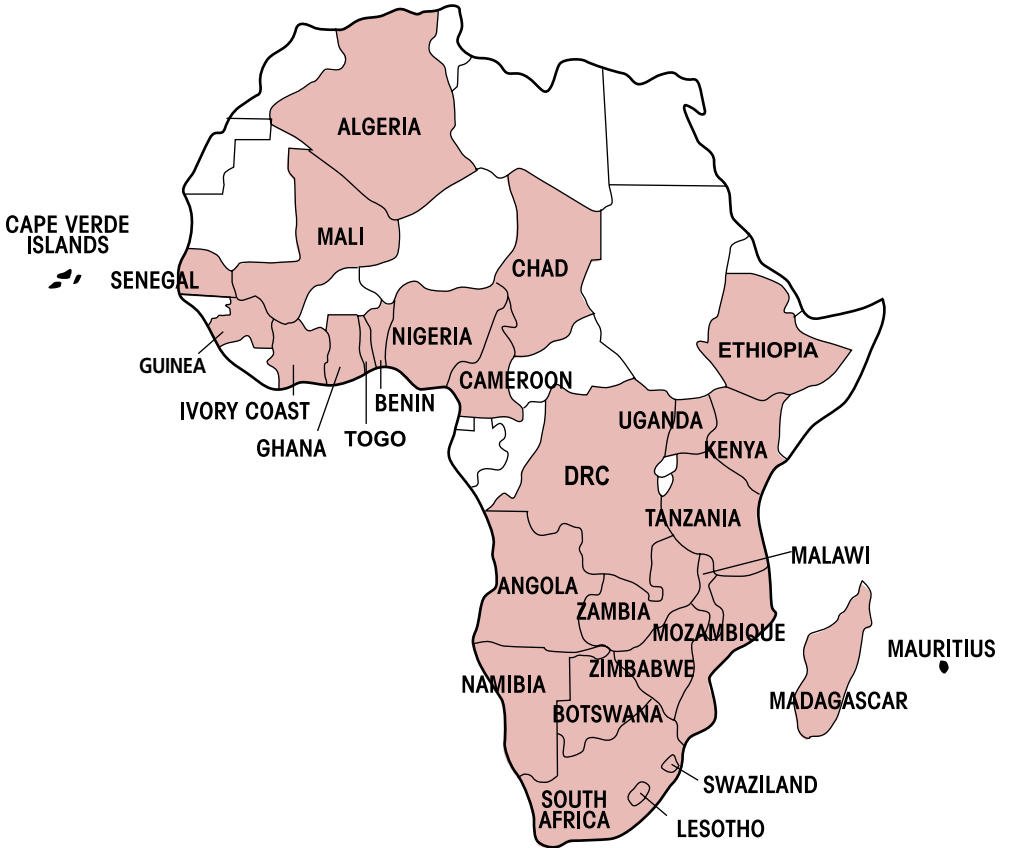 ALGERIA
CAPE VERDE
ISLANDS
MALI
SENEGAL
CHAD
NIGERIA
ETHIOPIA
GUINEA
CAMEROON
BENIN
IVORY COAST
UGANDA
GHANA
TOGO
KENYA
DRC
TANZANIA
MALAWI
ANGOLA
ZAMBIA
MOZAMBIQUE
MAURITIUS
ZIMBABWE
NAMIBIA
MADAGASCAR
BOTSWANA
SWAZILAND
SOUTH
AFRICA
LESOTHO